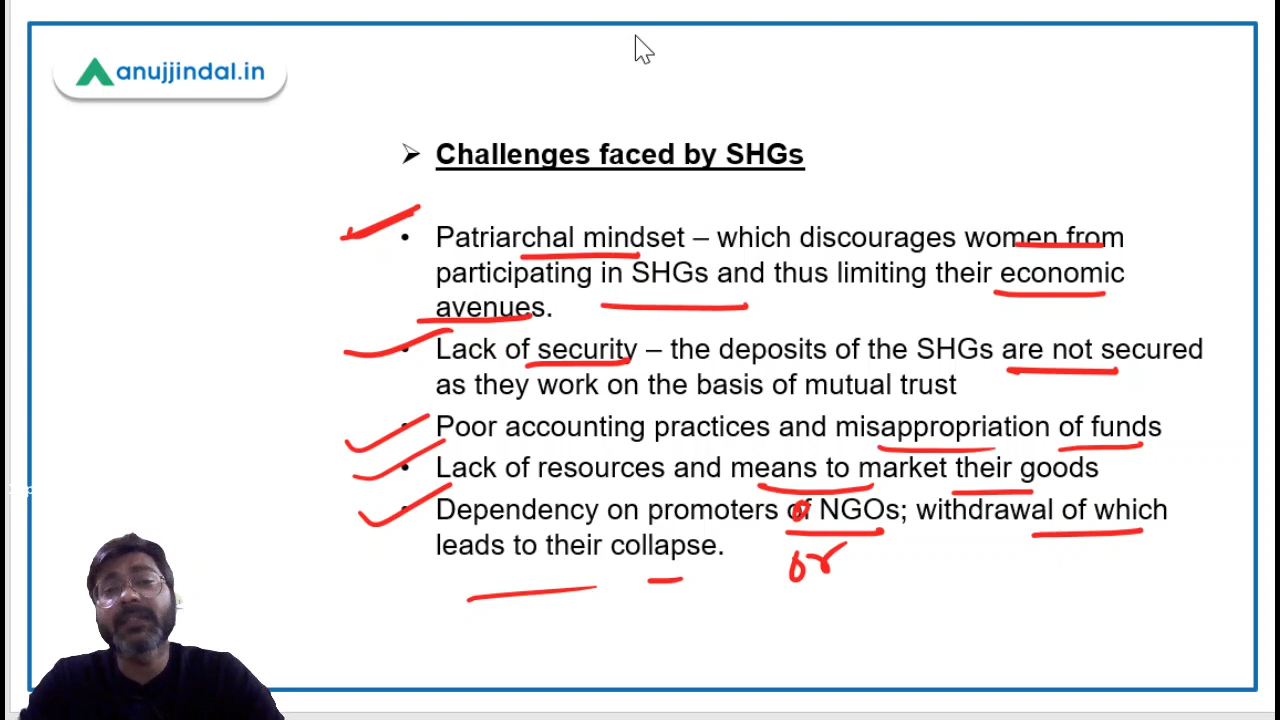 anujjindal.in
➢ Challenges faced by SHGs
• Patriarchal mindset – which discourages women from
participating in SHGs and thus limiting their economic
avenues.
• Lack of security – the deposits of the SHGs are not secured
as they work on the basis of mutual trust
• Poor accounting practices and misappropriation of funds
• Lack of resources and means to market their goods
• Dependency on promoters of NGOs; withdrawal of which
leads to their collapse.
or